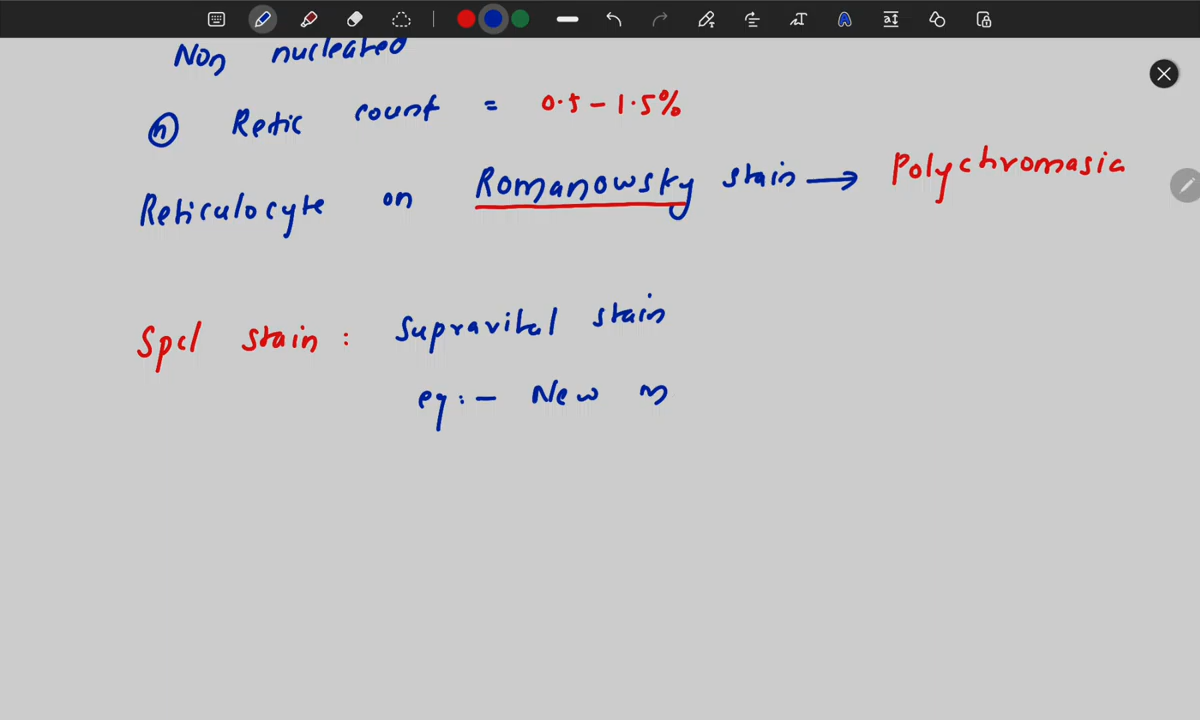 Non nucleated
(n) Retic count = 0.5 - 1.5%
Reticulocyte on Romanowsky stain → Polychromasia
Spcl stain : Supravital stain
eg :- New m